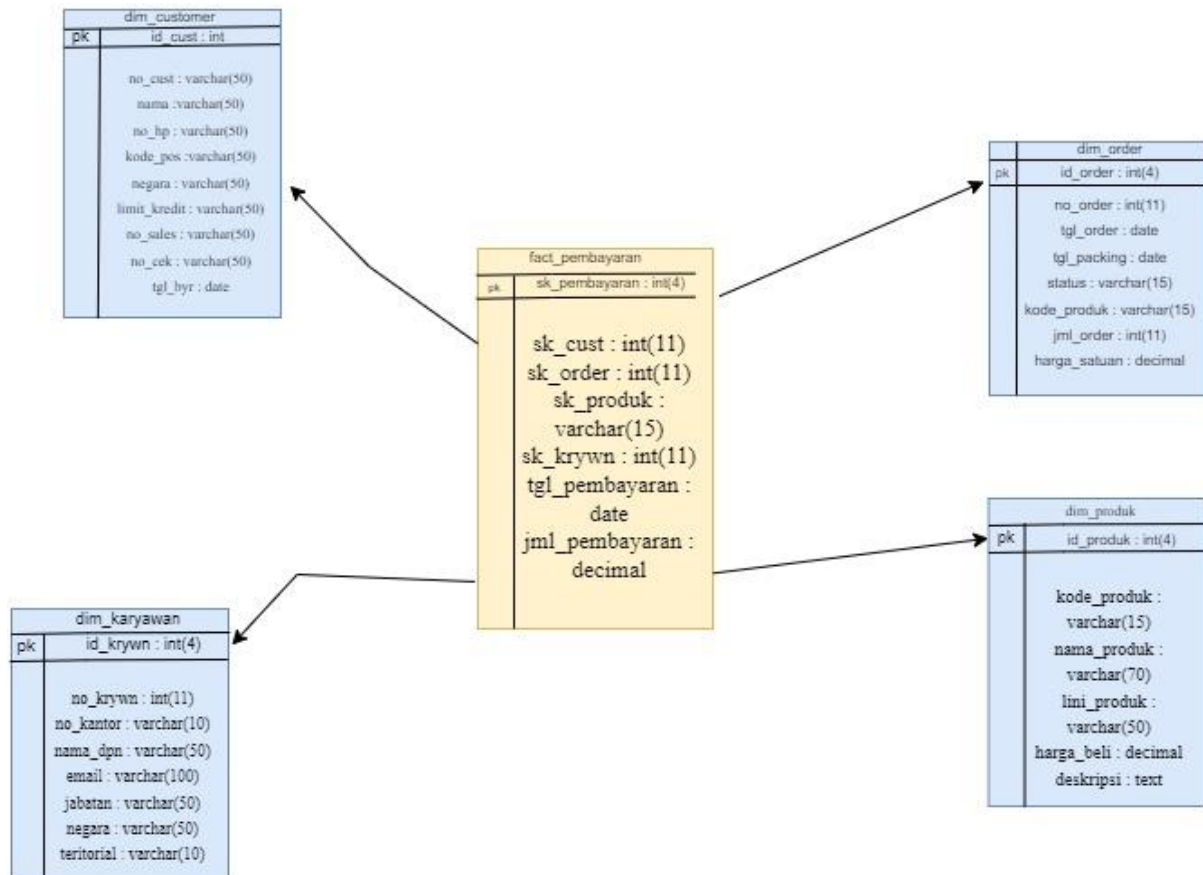 dim_customer
pk
id_cust : int
no_cust : varchar(50)
nama :varchar(50)
no_hp : varchar(50)
kode_pos :varchar(50)
negara : varchar(50)
limit_kredit : varchar(50)
no_sales : varchar(50)
no_cek : varchar(50)
tgl_byr : date
dim_order
pk
id_order : int(4)
no_order : int(11)
tgl_order : date
tgl_packing : date
status : varchar(15)
kode_produk : varchar(15)
jml_order : int(11)
harga_satuan : decimal
fact_pembayaran
pk
sk_pembayaran : int(4)
sk_cust : int(11)
sk_order : int(11)
sk_produk :
varchar(15)
sk_krywn : int(11)
tgl_pembayaran :
date
jml_pembayaran :
decimal
dim_karyawan
pk
id_krywn : int(4)
no_krywn : int(11)
no_kantor : varchar(10)
nama_dpn : varchar(50)
email : varchar(100)
jabatan : varchar(50)
negara : varchar(50)
teritorial : varchar(10)
dim_produk
pk
id_produk : int(4)
kode_produk :
varchar(15)
nama_produk :
varchar(70)
lini_produk :
varchar(50)
harga_beli : decimal
deskripsi : text